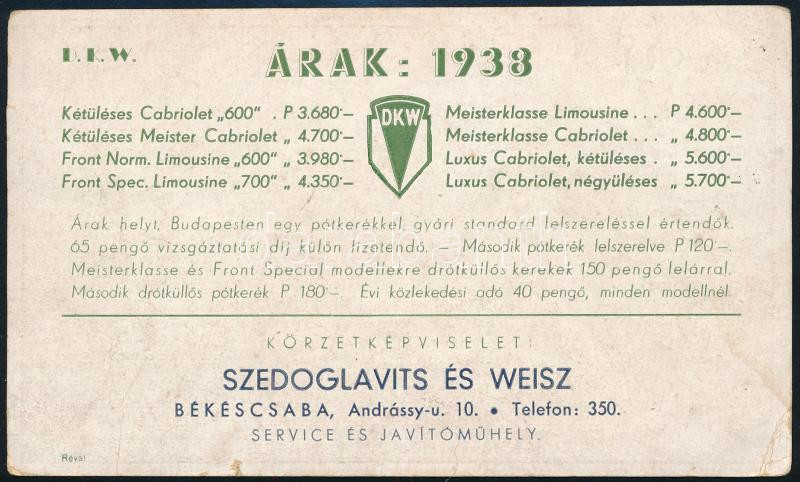 D.K.W.
ÁRAK: 1938
Kétüléses Cabriolet „600“ . P 3.680·—
Kétüléses Meister Cabriolet „ 4.700·—
Front Norm. Limousine „600“ „ 3.980·—
Front Spec. Limousine „700“ „ 4.350·—
DKW
Meisterklasse Limousine . . . P 4.600·—
Meisterklasse Cabriolet . . . „ 4.800·—
Luxus Cabriolet, kétüléses . „ 5.600·—
Luxus Cabriolet, négyüléses „ 5.700·—
Árak helyt, Budapesten egy pótkerékkel, gyári standard felszereléssel értendők.
65 pengő vizsgáztatási díj külön fizetendő. — Második pótkerék felszerelve P 120·—.
Meisterklasse és Front Special modellekre drótküllős kerekek 150 pengő felárral,
Második drótküllős pótkerék P 180·—. Évi közlekedési adó 40 pengő, minden modellnél.
KÖRZETKÉPVISELET:
SZEDOGLAVITS ÉS WEISZ
BÉKÉSCSABA, Andrássy-u. 10. • Telefon: 350.
SERVICE ÉS JAVÍTÓMŰHELY.
Révai